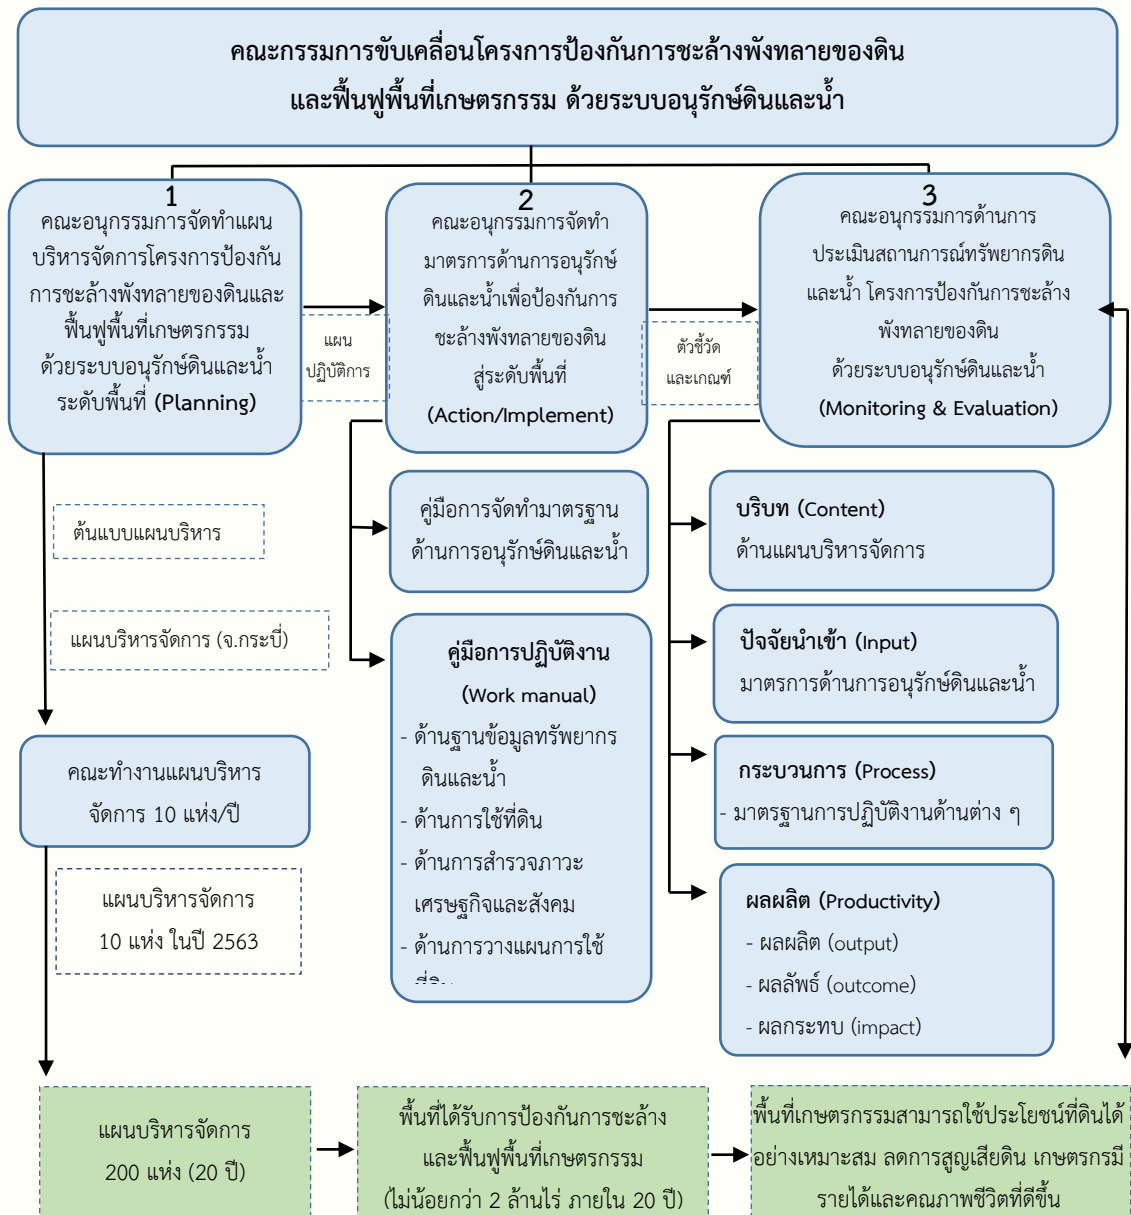 คณะกรรมการขับเคลื่อนโครงการป้องกันการชะล้างพังทลายของดิน
และฟื้นฟูพื้นที่เกษตรกรรม ด้วยระบบอนุรักษ์ดินและน้ำ
1
คณะอนุกรรมการจัดทำแผน
บริหารจัดการโครงการป้องกัน
การชะล้างพังทลายของดินและ
ฟื้นฟูพื้นที่เกษตรกรรม
ด้วยระบบอนุรักษ์ดินและน้ำ
ระดับพื้นที่ (Planning)
แผน
ปฏิบัติการ
2
คณะอนุกรรมการจัดทำ
มาตรการด้านการอนุรักษ์
ดินและน้ำเพื่อป้องกันการ
ชะล้างพังทลายของดิน
สู่ระดับพื้นที่
(Action/Implement)
ตัวชี้วัด
และเกณฑ์
3
คณะอนุกรรมการด้านการ
ประเมินสถานการณ์ทรัพยากรดิน
และน้ำ โครงการป้องกันการชะล้าง
พังทลายของดิน
ด้วยระบบอนุรักษ์ดินและน้ำ
(Monitoring & Evaluation)
ต้นแบบแผนบริหาร
แผนบริหารจัดการ (จ.กระบี่)
คณะทำงานแผนบริหาร
จัดการ 10 แห่ง/ปี
แผนบริหารจัดการ
10 แห่ง ในปี 2563
คู่มือการจัดทำมาตรฐาน
ด้านการอนุรักษ์ดินและน้ำ
คู่มือการปฏิบัติงาน
(Work manual)
- ด้านฐานข้อมูลทรัพยากร
ดินและน้ำ
- ด้านการใช้ที่ดิน
- ด้านการสำรวจภาวะ
เศรษฐกิจและสังคม
- ด้านการวางแผนการใช้
บริบท (Content)
ด้านแผนบริหารจัดการ
ปัจจัยนำเข้า (Input)
มาตรการด้านการอนุรักษ์ดินและน้ำ
กระบวนการ (Process)
- มาตรฐานการปฏิบัติงานด้านต่าง ๆ
ผลผลิต (Productivity)
- ผลผลิต (output)
- ผลลัพธ์ (outcome)
- ผลกระทบ (impact)
แผนบริหารจัดการ
200 แห่ง (20 ปี)
พื้นที่ได้รับการป้องกันการชะล้าง
และฟื้นฟูพื้นที่เกษตรกรรม
(ไม่น้อยกว่า 2 ล้านไร่ ภายใน 20 ปี)
พื้นที่เกษตรกรรมสามารถใช้ประโยชน์ที่ดินได้
อย่างเหมาะสม ลดการสูญเสียดิน เกษตรกรมี
รายได้และคุณภาพชีวิตที่ดีขึ้น